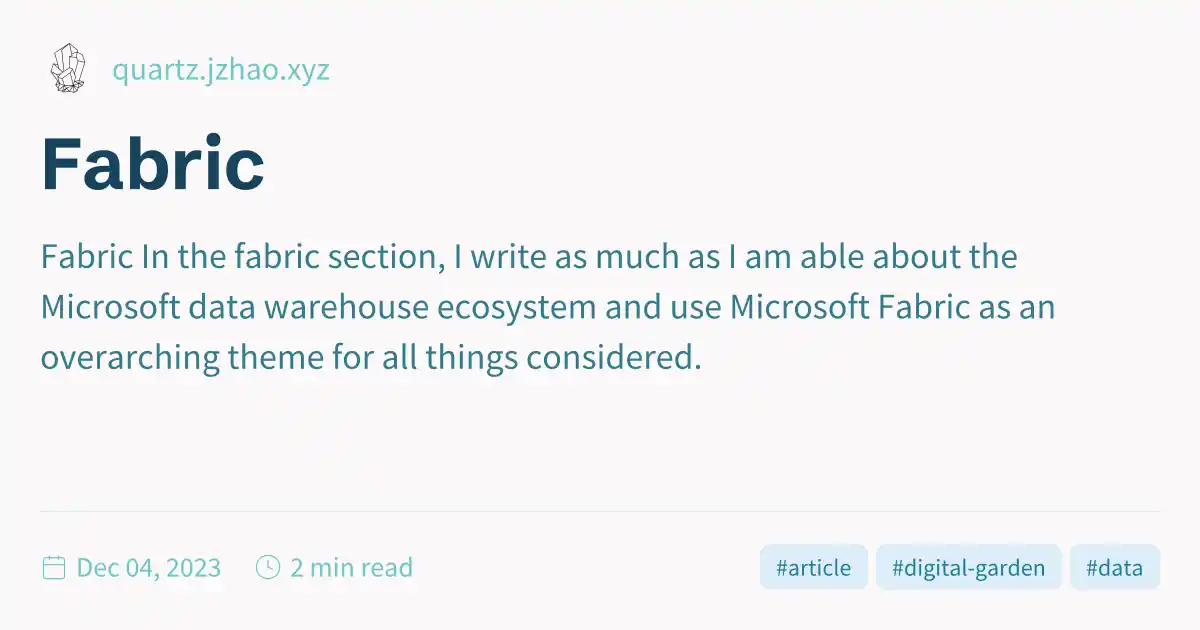 quartz.jzhao.xyz
Fabric
Fabric In the fabric section, I write as much as I am able about the
Microsoft data warehouse ecosystem and use Microsoft Fabric as an
overarching theme for all things considered.
Dec 04, 2023 2 min read #article #digital-garden #data